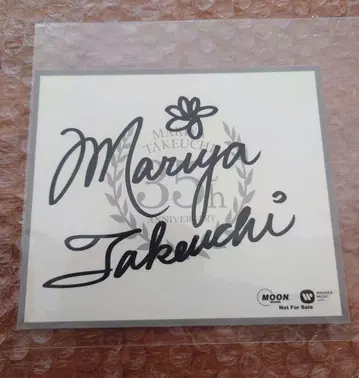 MARIYA
TAKEUCHI
35th
ANNIVERSARY
Mariya
Takeuchi
MOON
WARNER MUSIC
Not For Sale